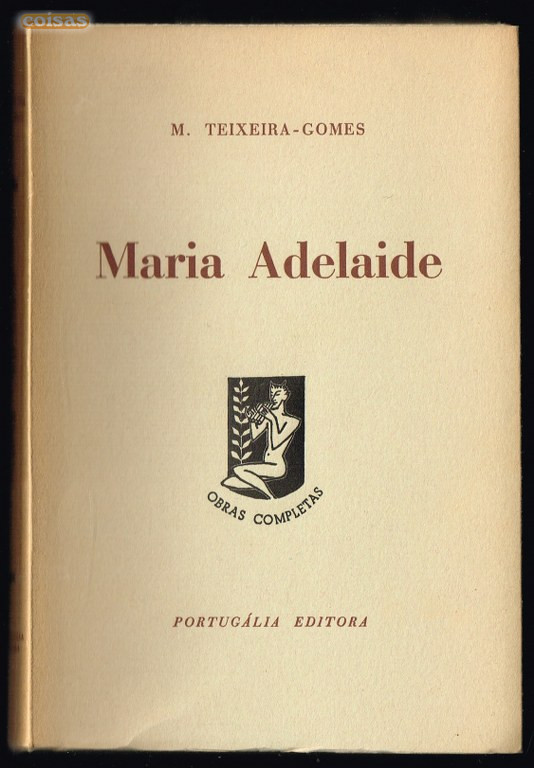 coisas
M. TEIXEIRA-GOMES
Maria Adelaide
OBRAS COMPLETAS
PORTUGÁLIA EDITORA